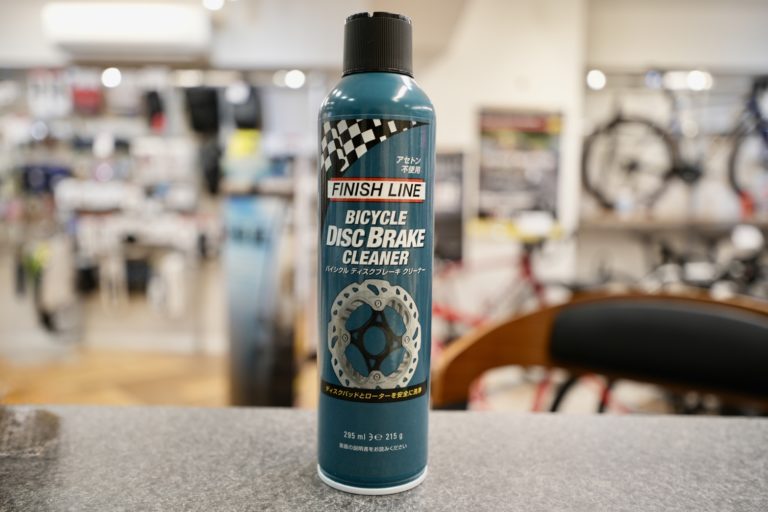 アセトン
不使用
FINISH LINE
BICYCLE
DISC BRAKE
CLEANER
バイシクル ディスクブレーキ クリーナー
ディスクパッドとローターを安全に洗浄
295 ml ℮ 215 g
裏面の説明書をお読みください